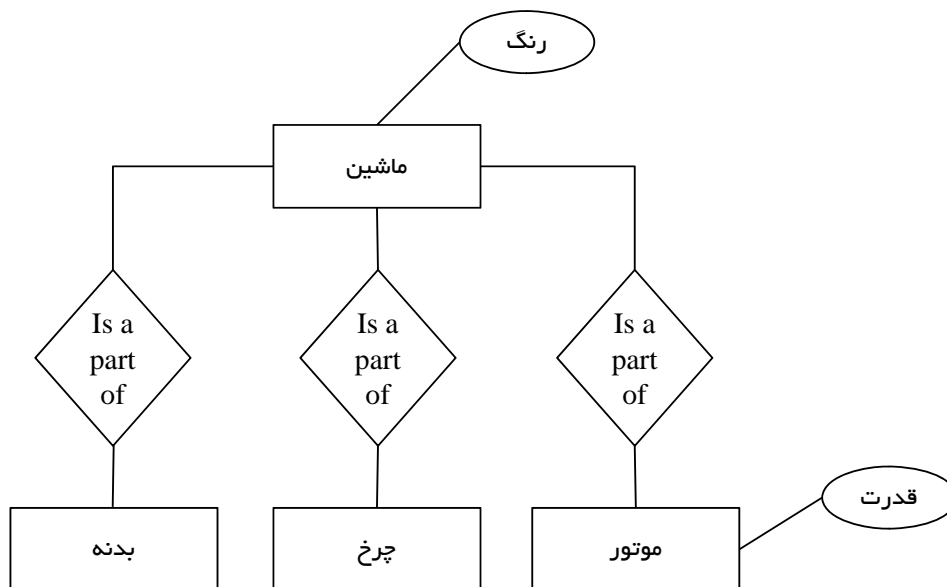 رنگ
ماشین
Is a
part
of
Is a
part
of
Is a
part
of
قدرت
بدنه
چرخ
موتور